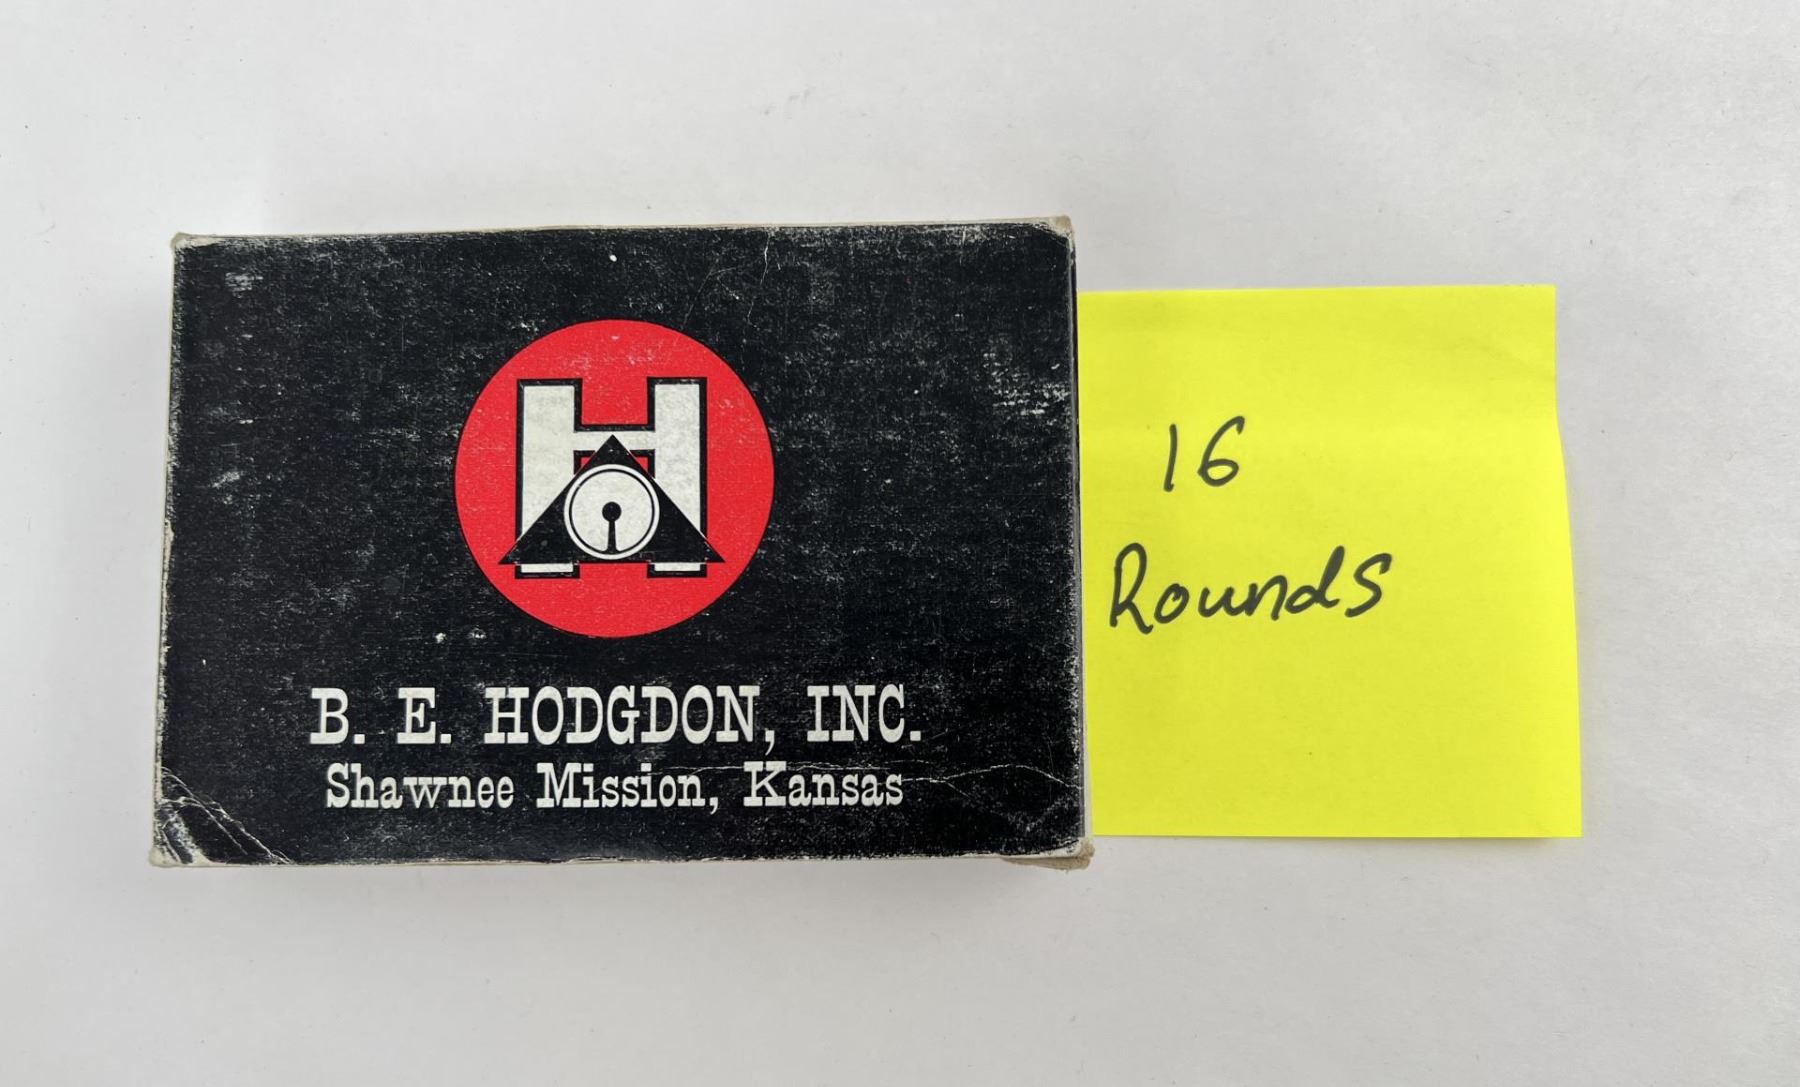 H
B. E. HODGDON, INC.
Shawnee Mission, Kansas
16
Rounds